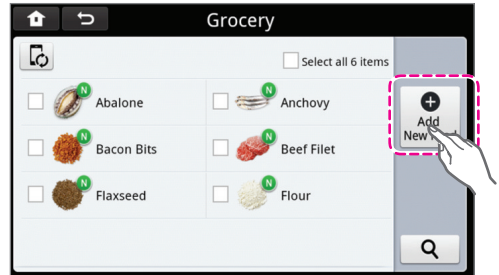 Grocery
Select all 6 items
N
Abalone
N
Anchovy
N
Bacon Bits
N
Beef Filet
N
Flaxseed
N
Flour
Add
New